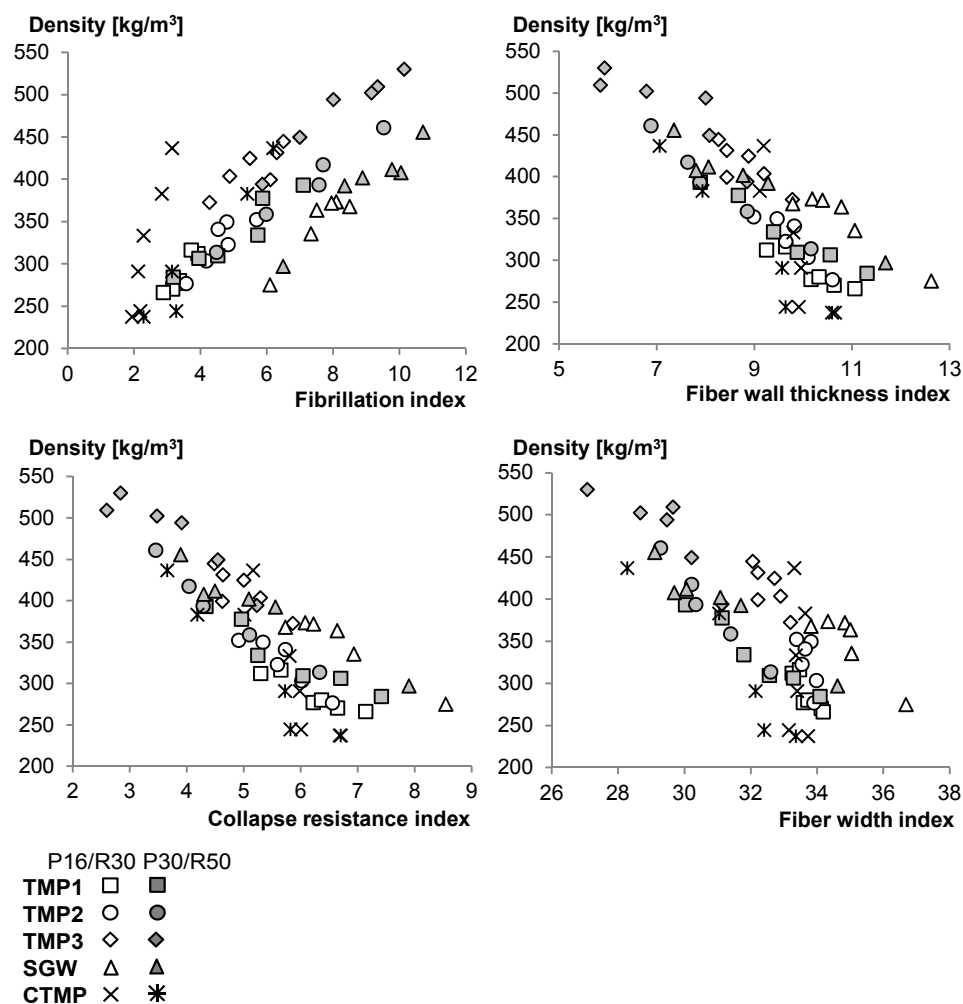 Density [kg/m³]
550
500
450
400
350
300
250
200
0 2 4 6 8 10 12
Fibrillation index
Density [kg/m³]
550
500
450
400
350
300
250
200
5 7 9 11 13
Fiber wall thickness index
Density [kg/m³]
550
500
450
400
350
300
250
200
2 3 4 5 6 7 8 9
Collapse resistance index
Density [kg/m³]
550
500
450
400
350
300
250
200
26 28 30 32 34 36 38
Fiber width index
P16/R30 P30/R50
TMP1
TMP2
TMP3
SGW
CTMP